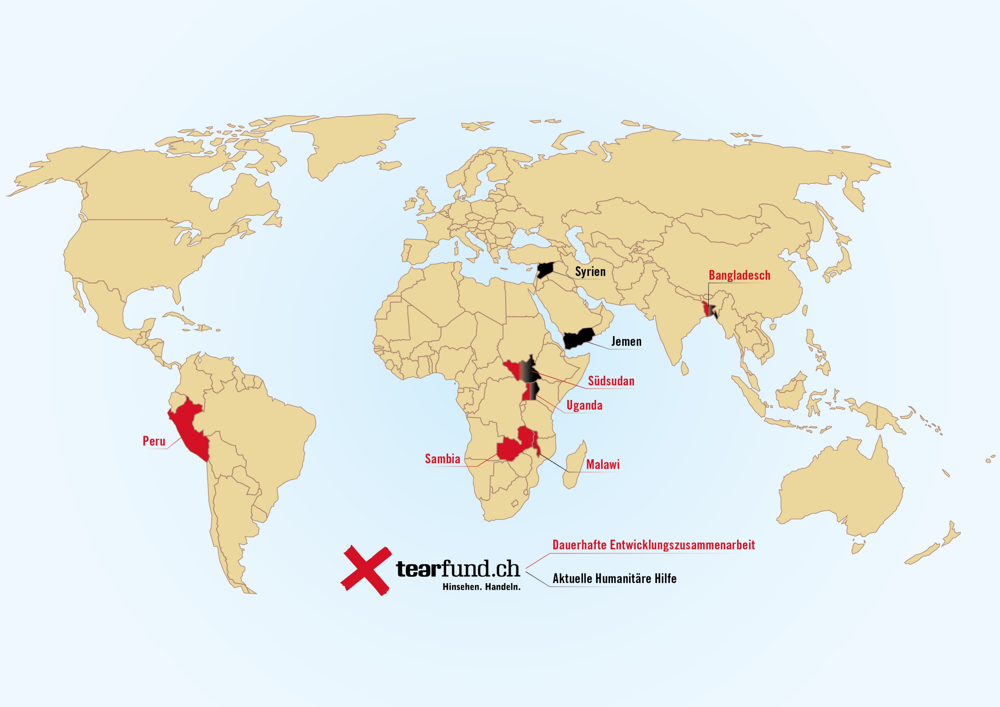 Syrien
Bangladesch
Jemen
Südsudan
Uganda
Peru
Sambia
Malawi
Dauerhafte Entwicklungszusammenarbeit
tearfund.ch
Aktuelle Humanitäre Hilfe
Hinsehen. Handeln.